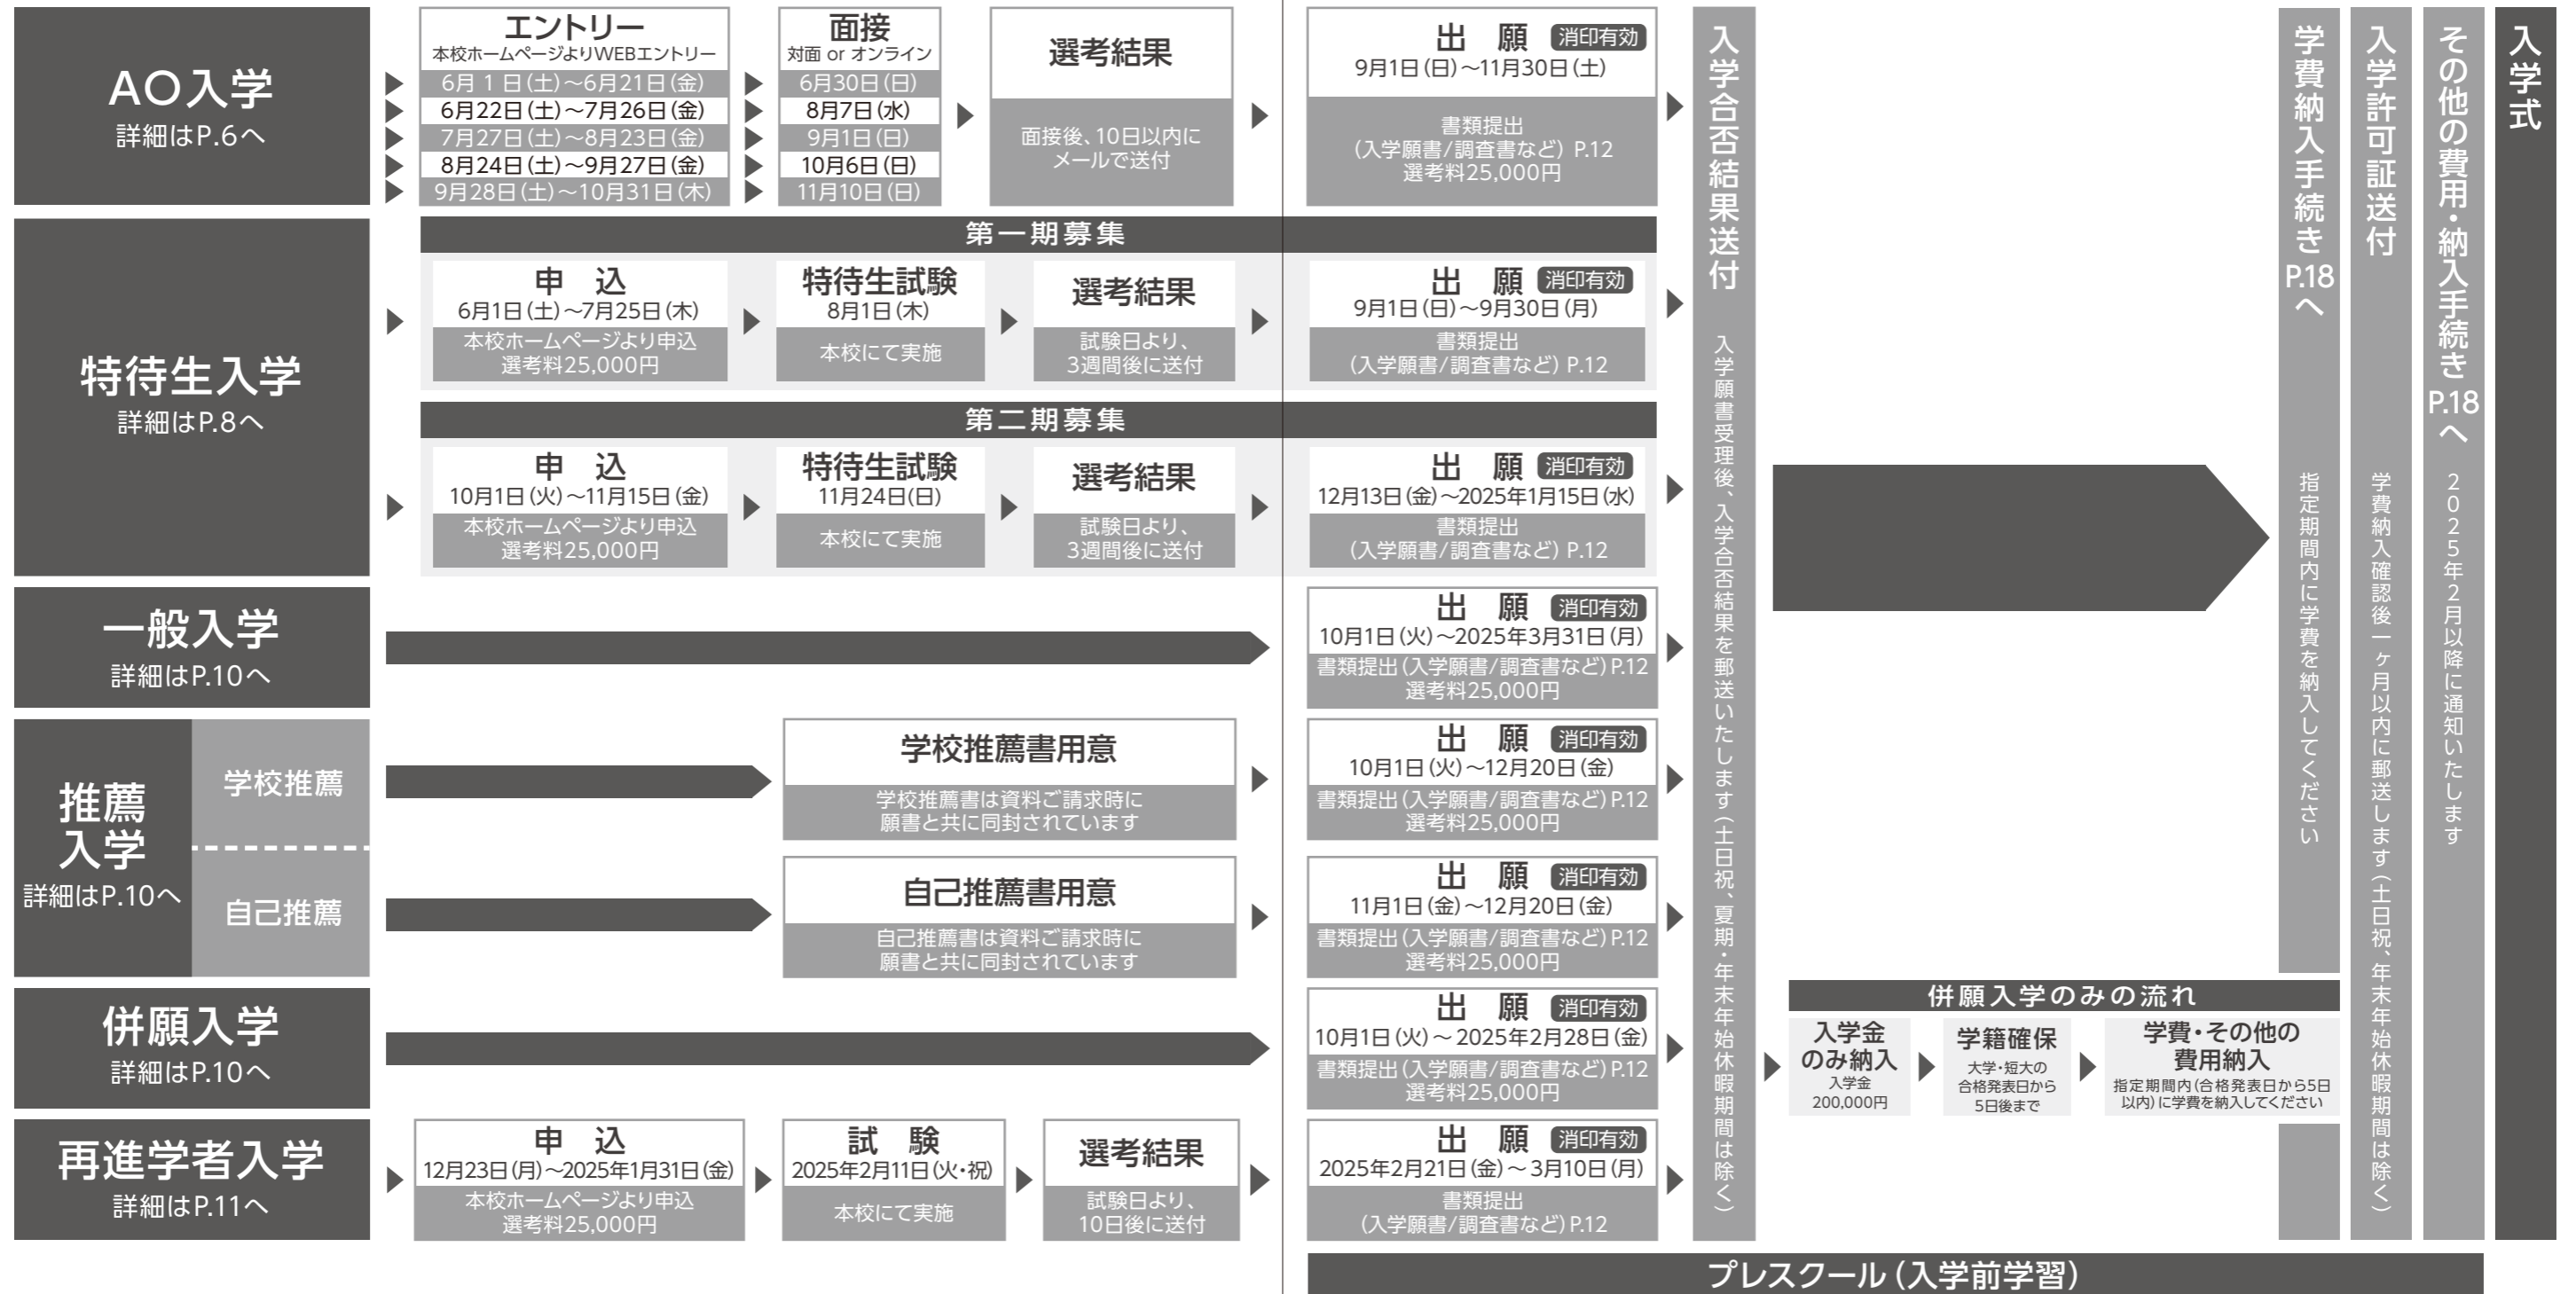 AO入学
詳細はP.6へ
エントリー
本校ホームページよりWEBエントリー
6月1日(土)～6月21日(金)
6月22日(土)～7月26日(金)
7月27日(土)～8月23日(金)
8月24日(土)～9月27日(金)
9月28日(土)～10月31日(木)
面接
対面 or オンライン
6月30日(日)
8月7日(水)
9月1日(日)
10月6日(日)
11月10日(日)
選考結果
面接後、10日以内に
メールで送付
出　願 消印有効
9月1日(日)～11月30日(土)
書類提出
(入学願書/調査書など) P.12
選考料25,000円
特待生入学
詳細はP.8へ
第一期募集
申　込
6月1日(土)～7月25日(木)
本校ホームページより申込
選考料25,000円
特待生試験
8月1日(木)
本校にて実施
選考結果
試験日より、
3週間後に送付
出　願 消印有効
9月1日(日)～9月30日(月)
書類提出
(入学願書/調査書など) P.12
第二期募集
申　込
10月1日(火)～11月15日(金)
本校ホームページより申込
選考料25,000円
特待生試験
11月24日(日)
本校にて実施
選考結果
試験日より、
3週間後に送付
出　願 消印有効
12月13日(金)～2025年1月15日(水)
書類提出
(入学願書/調査書など) P.12
一般入学
詳細はP.10へ
出　願 消印有効
10月1日(火)～2025年3月31日(月)
書類提出(入学願書/調査書など)P.12
選考料25,000円
推薦
入学
詳細はP.10へ
学校推薦
学校推薦書用意
学校推薦書は資料ご請求時に
願書と共に同封されています
出　願 消印有効
10月1日(火)～12月20日(金)
書類提出(入学願書/調査書など)P.12
選考料25,000円
自己推薦
自己推薦書用意
自己推薦書は資料ご請求時に
願書と共に同封されています
出　願 消印有効
11月1日(金)～12月20日(金)
書類提出(入学願書/調査書など)P.12
選考料25,000円
併願入学
詳細はP.10へ
出　願 消印有効
10月1日(火)～2025年2月28日(金)
書類提出(入学願書/調査書など)P.12
選考料25,000円
再進学者入学
詳細はP.11へ
申　込
12月23日(月)～2025年1月31日(金)
本校ホームページより申込
選考料25,000円
試　験
2025年2月11日(火・祝)
本校にて実施
選考結果
試験日より、
10日後に送付
出　願 消印有効
2025年2月21日(金)～3月10日(月)
書類提出
(入学願書/調査書など)P.12
入学合否結果送付 入学願書受理後、入学合否結果を郵送いたします(土日祝、夏期・年末年始休暇期間は除く)
併願入学のみの流れ
入学金
のみ納入
入学金
200,000円
学籍確保
大学・短大の
合格発表日から
5日後まで
学費・その他の
費用納入
指定期間内(合格発表日から5日
以内)に学費を納入してください
学費納入手続きP.18へ 指定期間内に学費を納入してください
入学許可証送付 学費納入確認後一ヶ月以内に郵送します(土日祝、年末年始休暇期間は除く)
その他の費用・納入手続きP.18へ 2025年2月以降に通知いたします
入学式
プレスクール(入学前学習)